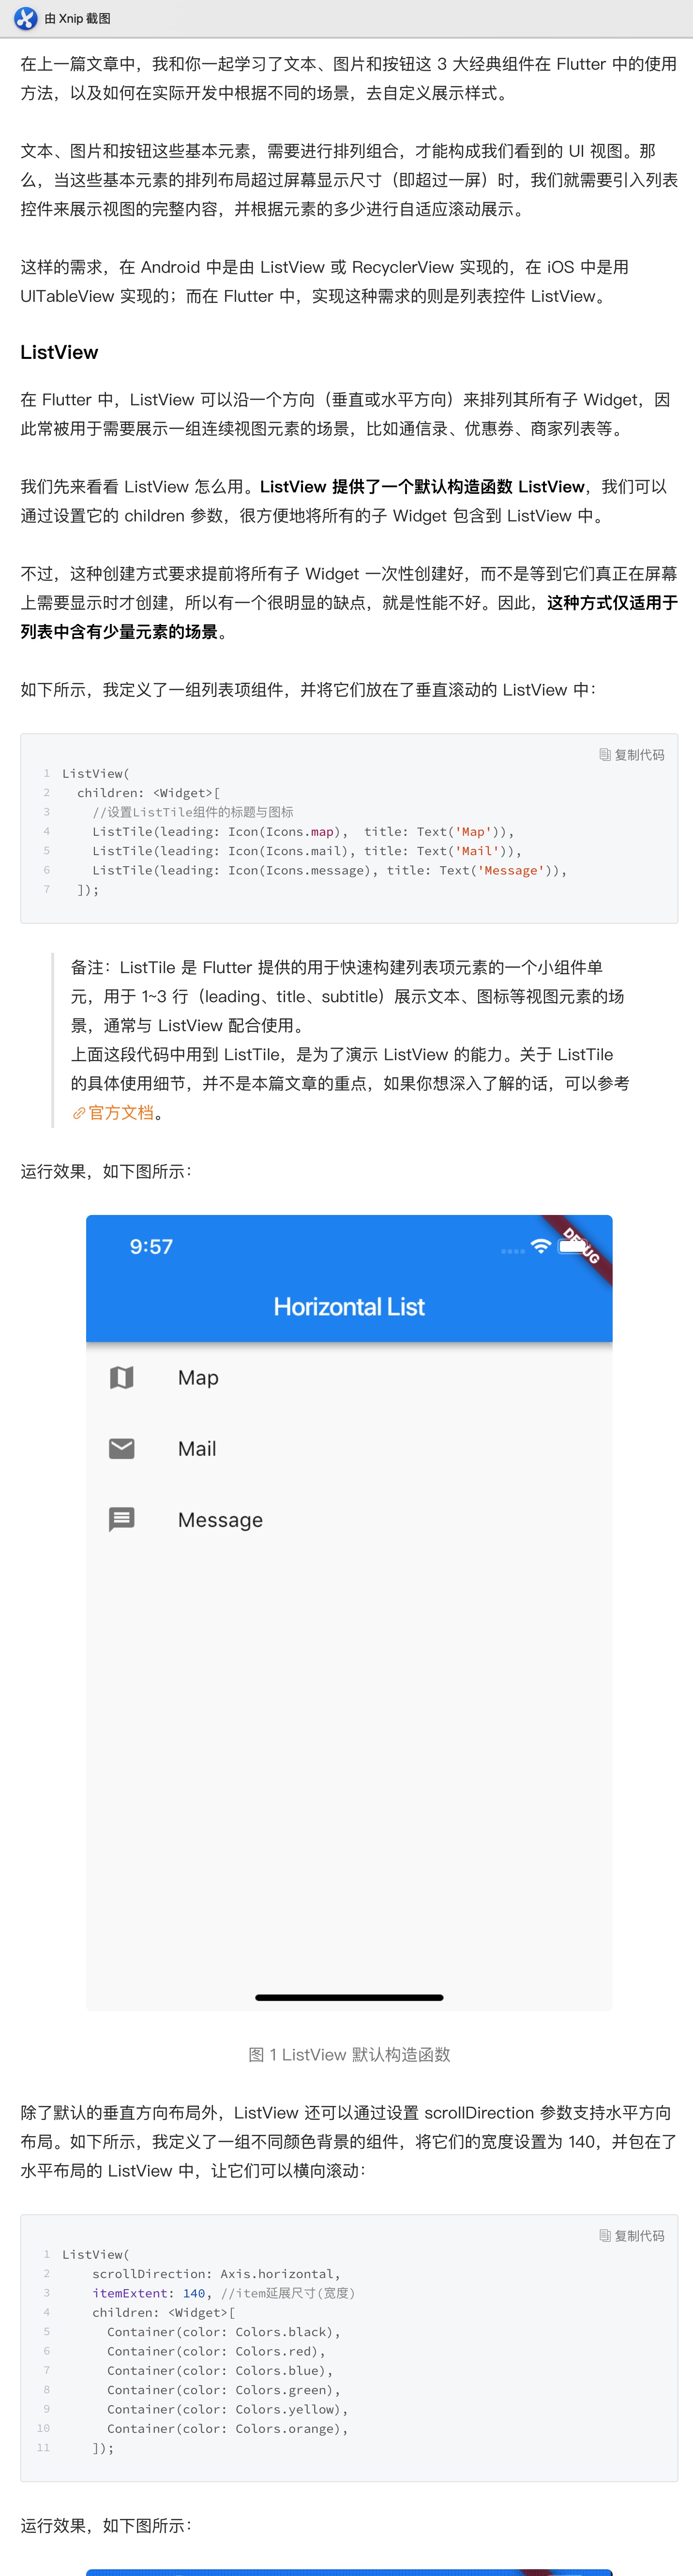 由 Xnip 截图
在上一篇文章中，我和你一起学习了文本、图片和按钮这 3 大经典组件在 Flutter 中的使用
方法，以及如何在实际开发中根据不同的场景，去自定义展示样式。
文本、图片和按钮这些基本元素，需要进行排列组合，才能构成我们看到的 UI 视图。那
么，当这些基本元素的排列布局超过屏幕显示尺寸（即超过一屏）时，我们就需要引入列表
控件来展示视图的完整内容，并根据元素的多少进行自适应滚动展示。
这样的需求，在 Android 中是由 ListView 或 RecyclerView 实现的，在 iOS 中是用
UITableView 实现的；而在 Flutter 中，实现这种需求的则是列表控件 ListView。
ListView
在 Flutter 中，ListView 可以沿一个方向（垂直或水平方向）来排列其所有子 Widget，因
此常被用于需要展示一组连续视图元素的场景，比如通信录、优惠券、商家列表等。
我们先来看看 ListView 怎么用。ListView 提供了一个默认构造函数 ListView，我们可以
通过设置它的 children 参数，很方便地将所有的子 Widget 包含到 ListView 中。
不过，这种创建方式要求提前将所有子 Widget 一次性创建好，而不是等到它们真正在屏幕
上需要显示时才创建，所以有一个很明显的缺点，就是性能不好。因此，这种方式仅适用于
列表中含有少量元素的场景。
如下所示，我定义了一组列表项组件，并将它们放在了垂直滚动的 ListView 中：
复制代码
1 ListView(
2   children: <Widget>[
3     //设置ListTile组件的标题与图标
4     ListTile(leading: Icon(Icons.map),  title: Text('Map')),
5     ListTile(leading: Icon(Icons.mail), title: Text('Mail')),
6     ListTile(leading: Icon(Icons.message), title: Text('Message')),
7   ]);
备注：ListTile 是 Flutter 提供的用于快速构建列表项元素的一个小组件单
元，用于 1~3 行（leading、title、subtitle）展示文本、图标等视图元素的场
景，通常与 ListView 配合使用。
上面这段代码中用到 ListTile，是为了演示 ListView 的能力。关于 ListTile
的具体使用细节，并不是本篇文章的重点，如果你想深入了解的话，可以参考
官方文档。
运行效果，如下图所示：
9:57
DEBUG
Horizontal List
Map
Mail
Message
图 1 ListView 默认构造函数
除了默认的垂直方向布局外，ListView 还可以通过设置 scrollDirection 参数支持水平方向
布局。如下所示，我定义了一组不同颜色背景的组件，将它们的宽度设置为 140，并包在了
水平布局的 ListView 中，让它们可以横向滚动：
复制代码
1 ListView(
2     scrollDirection: Axis.horizontal,
3     itemExtent: 140, //item延展尺寸(宽度)
4     children: <Widget>[
5       Container(color: Colors.black),
6       Container(color: Colors.red),
7       Container(color: Colors.blue),
8       Container(color: Colors.green),
9       Container(color: Colors.yellow),
10       Container(color: Colors.orange),
11     ]);
运行效果，如下图所示：